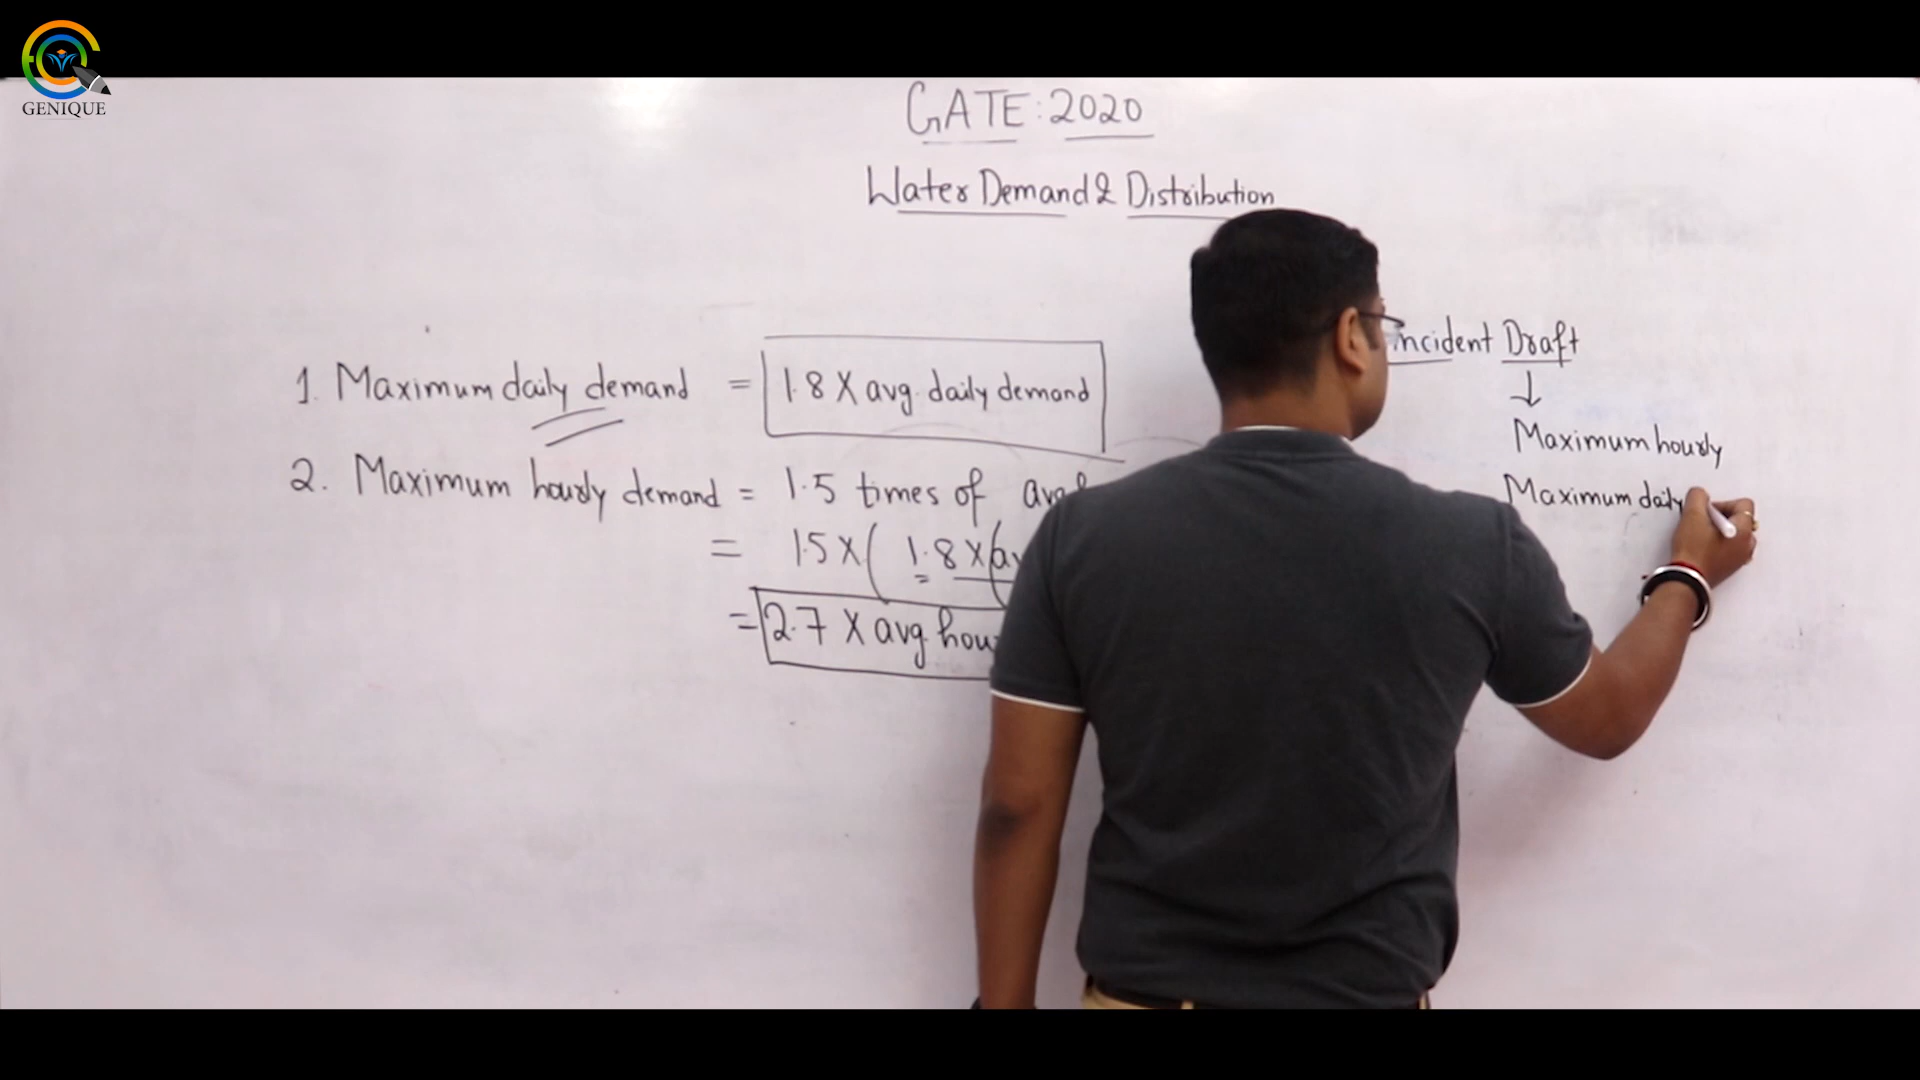 GENIQUE
GATE: 2020
Water Demand & Distribution
1. Maximum daily demand = 1.8 X avg. daily demand
2. Maximum hourly demand = 1.5 times of
= 1.5 X ( 1.8 X (
= 2.7 X avg.
Draft
↓
Maximum hourly
Maximum daily